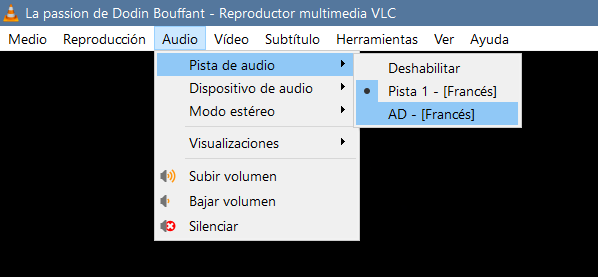 La passion de Dodin Bouffant - Reproductor multimedia VLC
Medio Reproducción Audio Vídeo Subtítulo Herramientas Ver Ayuda
Pista de audio
Dispositivo de audio
Modo estéreo
Visualizaciones
Subir volumen
Bajar volumen
Silenciar
Deshabilitar
Pista 1 - [Francés]
AD - [Francés]